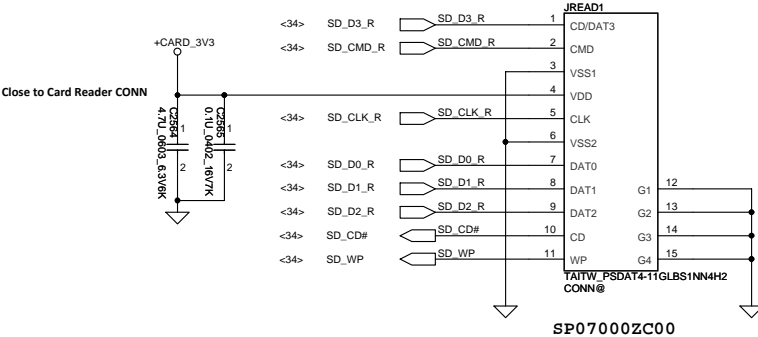 JREAD1
<34> SD_D3_R SD_D3_R 1 CD/DAT3
<34> SD_CMD_R SD_CMD_R 2 CMD
+CARD_3V3
3 VSS1
Close to Card Reader CONN
4 VDD
C2564
4.7U_0603_6.3V6K
1
2
C2565
0.1U_0402_16V7K
1
2
<34> SD_CLK_R SD_CLK_R 5 CLK
6 VSS2
<34> SD_D0_R SD_D0_R 7 DAT0
<34> SD_D1_R SD_D1_R 8 DAT1 G1 12
<34> SD_D2_R SD_D2_R 9 DAT2 G2 13
<34> SD_CD# SD_CD# 10 CD G3 14
<34> SD_WP SD_WP 11 WP G4 15
TAITW_PSDAT4-11GLBS1NN4H2
CONN@
SP07000ZC00